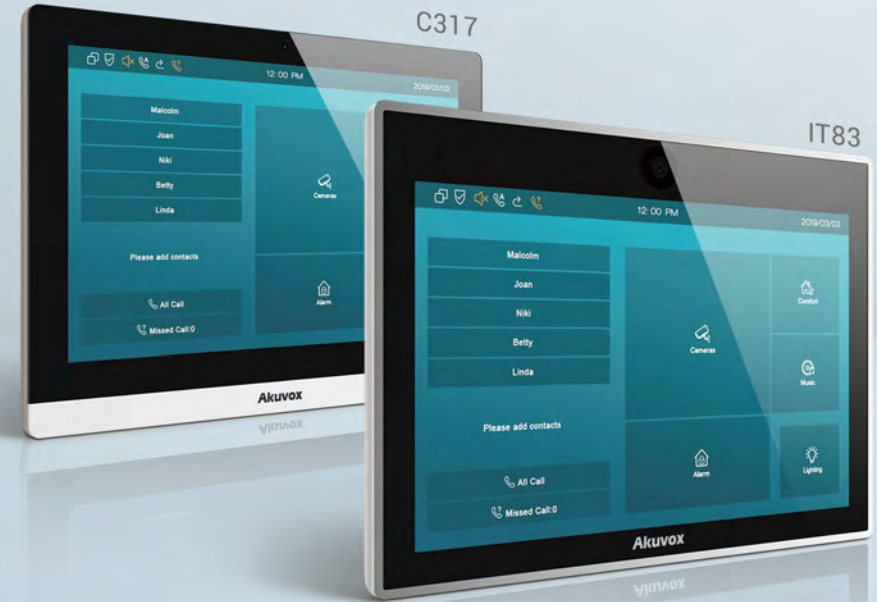 C317
12: 00 PM
2019/03/03
Malcolm
Joan
Niki
Betty
Linda
Please add contacts
All Call
Missed Call:0
Cameras
Alarm
Akuvox
IT83
12: 00 PM
2019/03/03
Malcolm
Joan
Niki
Betty
Linda
Please add contacts
All Call
Missed Call:0
Cameras
Alarm
Comfort
Music
Lighting
Akuvox